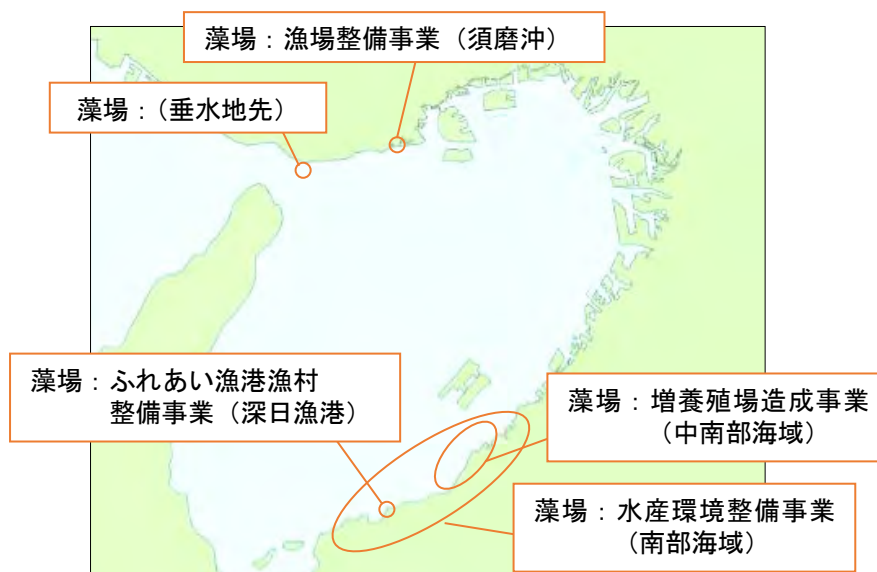 藻場：漁場整備事業（須磨沖）
藻場：（垂水地先）
藻場：ふれあい漁港漁村
整備事業（深日漁港）
藻場：増養殖場造成事業
（中南部海域）
藻場：水産環境整備事業
（南部海域）